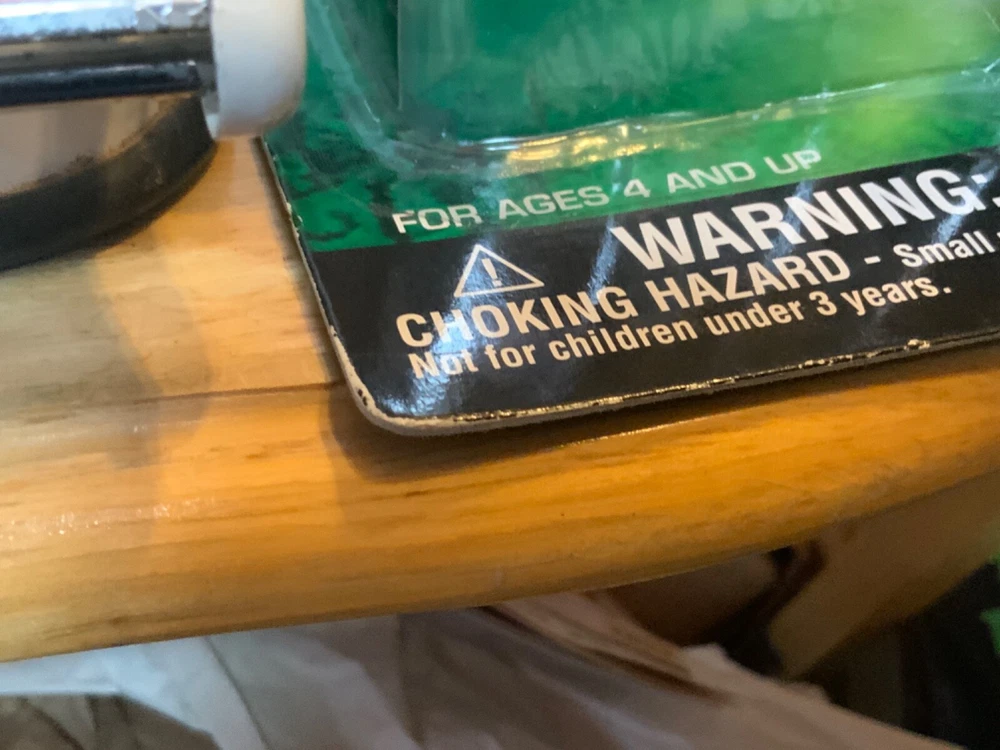 FOR AGES 4 AND UP
WARNING:
CHOKING HAZARD - Small
Not for children under 3 years.